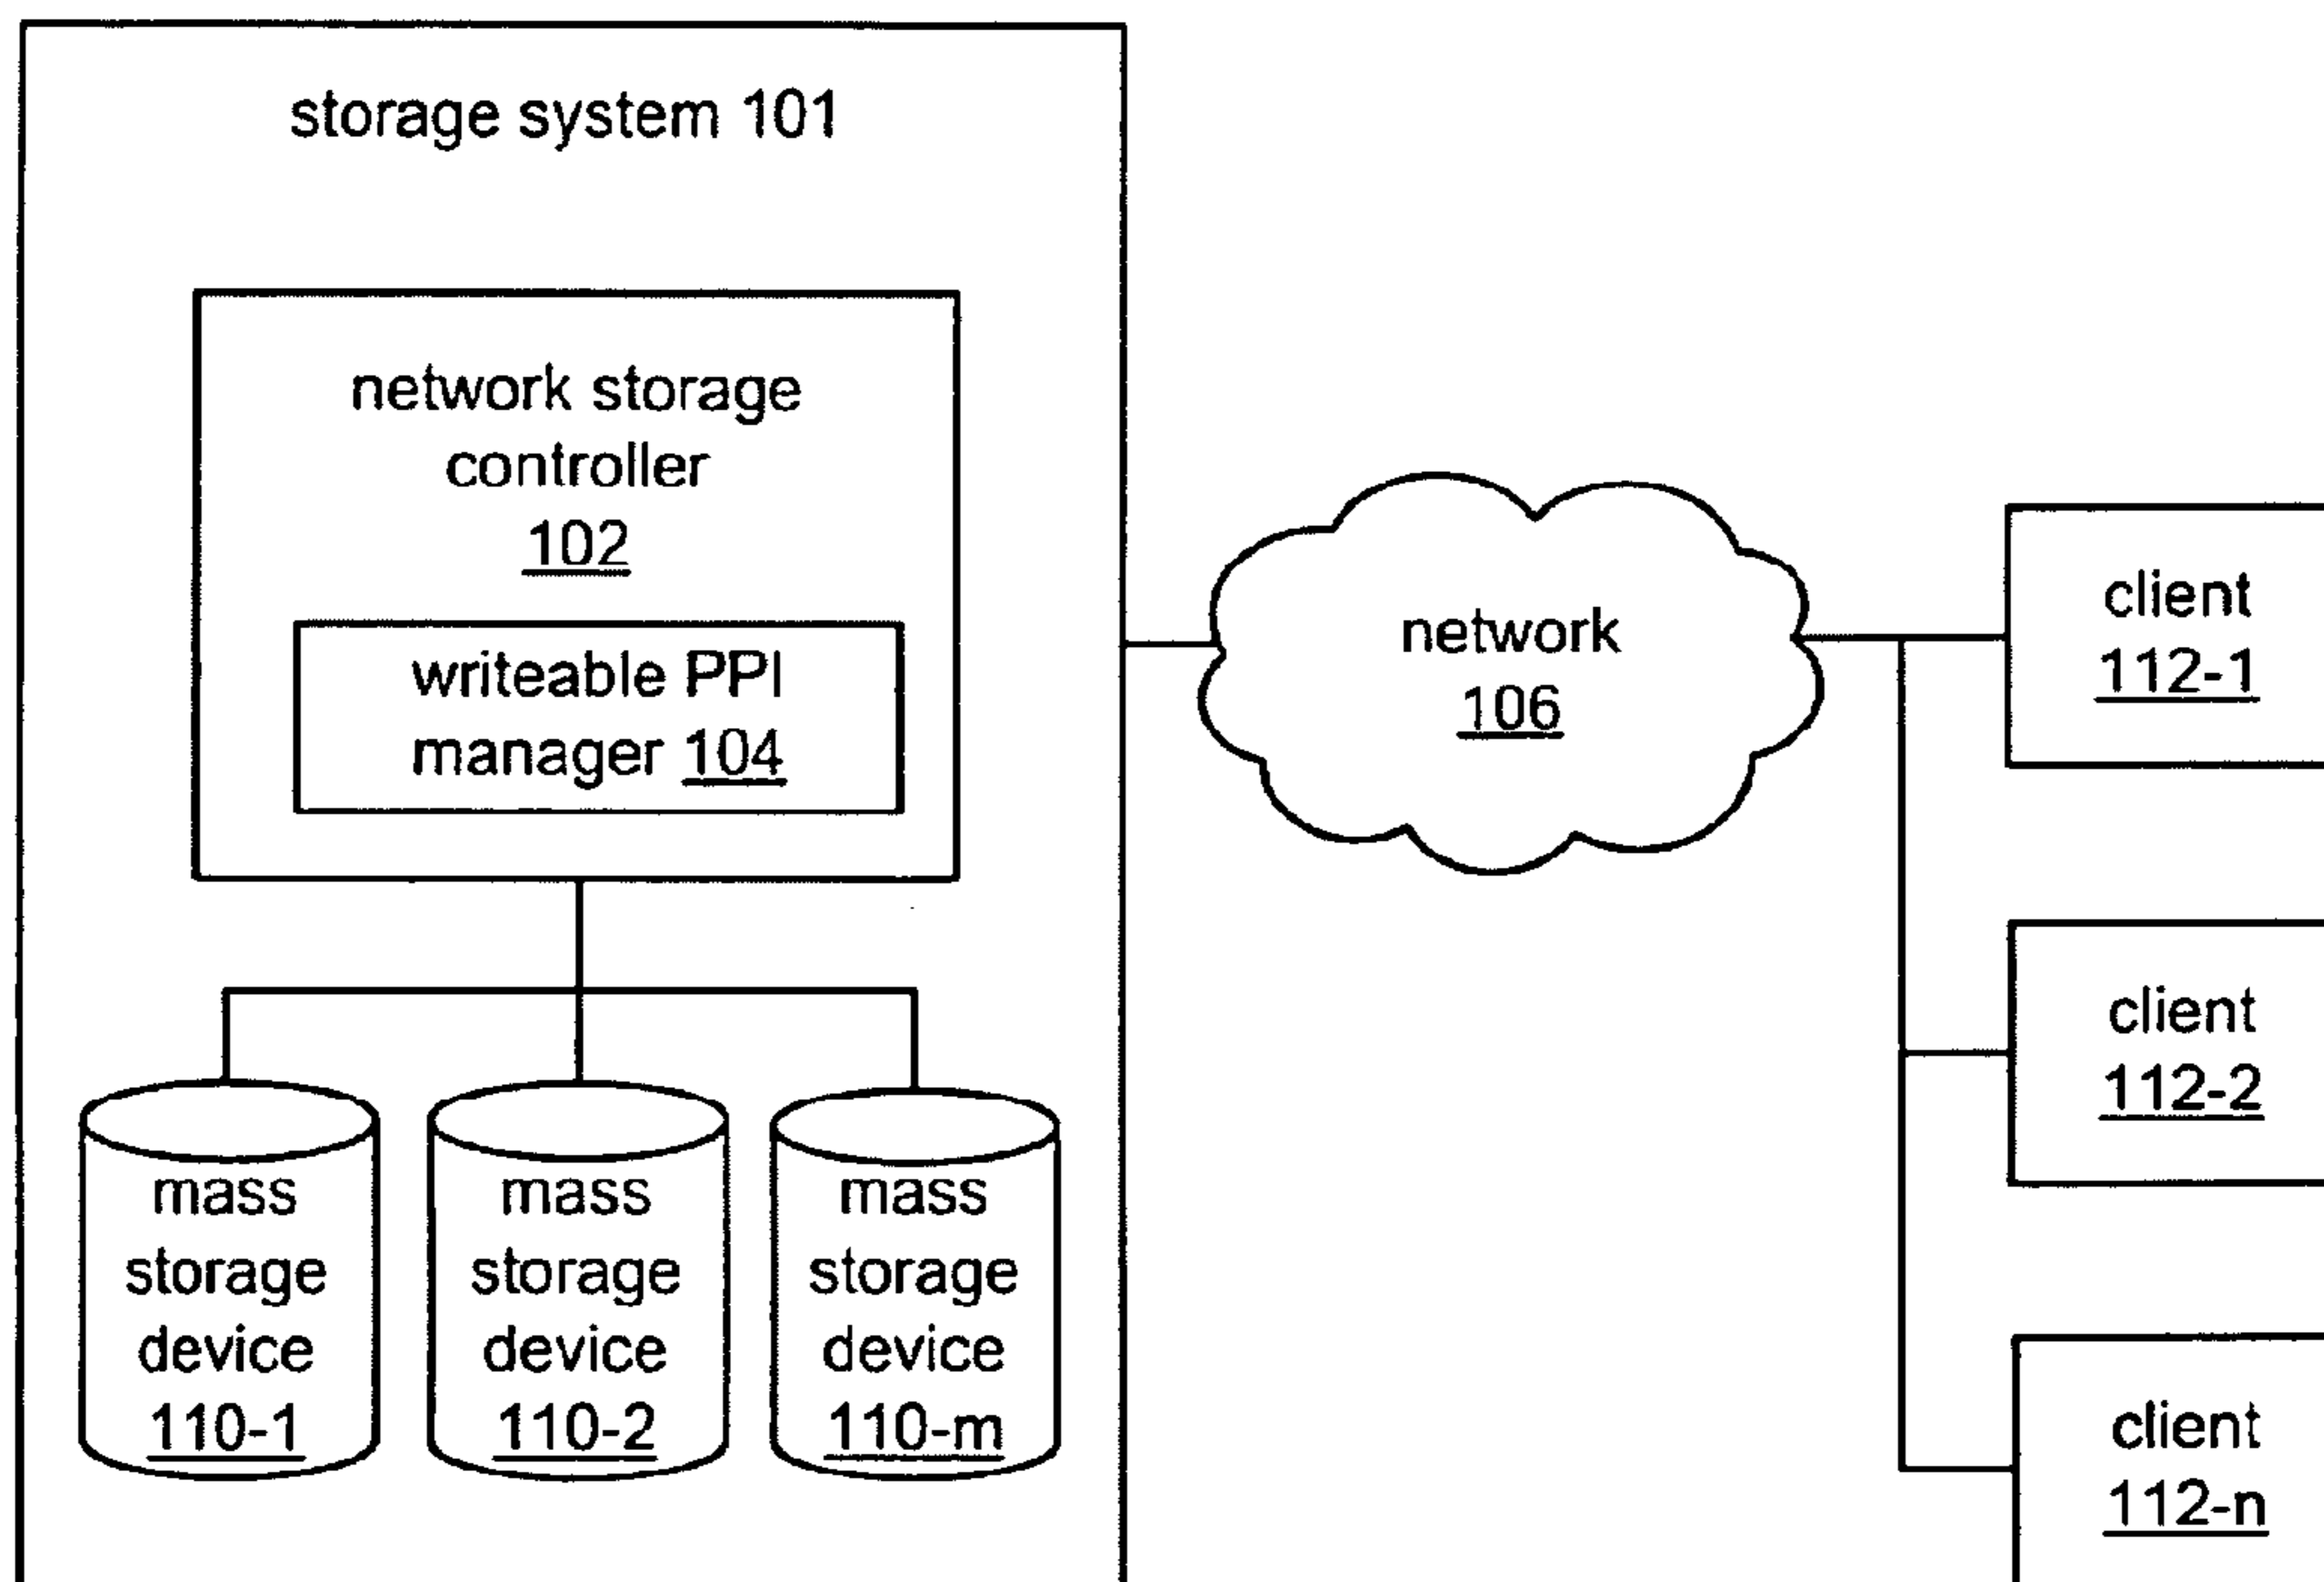 storage system 101
network storage
controller
102
writeable PPI
manager 104
mass
storage
device
110-1
mass
storage
device
110-2
mass
storage
device
110-m
network
106
client
112-1
client
112-2
client
112-n